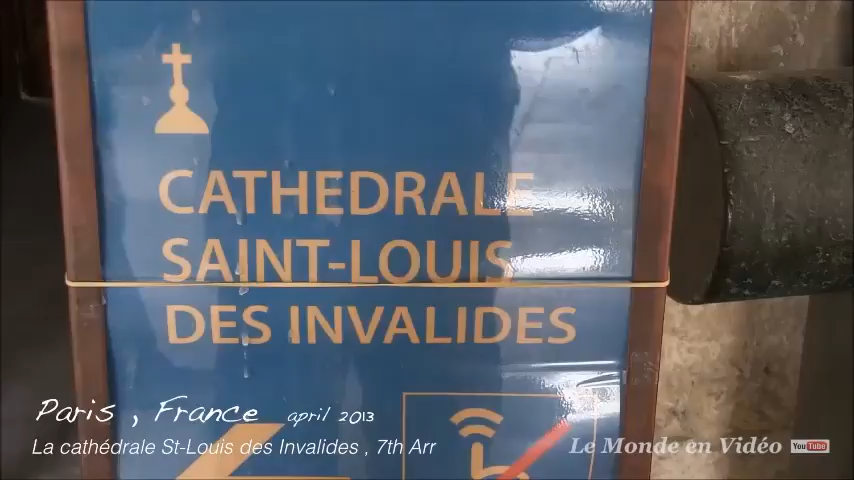 CATHEDRALE
SAINT-LOUIS
DES INVALIDES
Paris , France april 2013
La cathédrale St-Louis des Invalides , 7th Arr
Le Monde en Vidéo YouTube